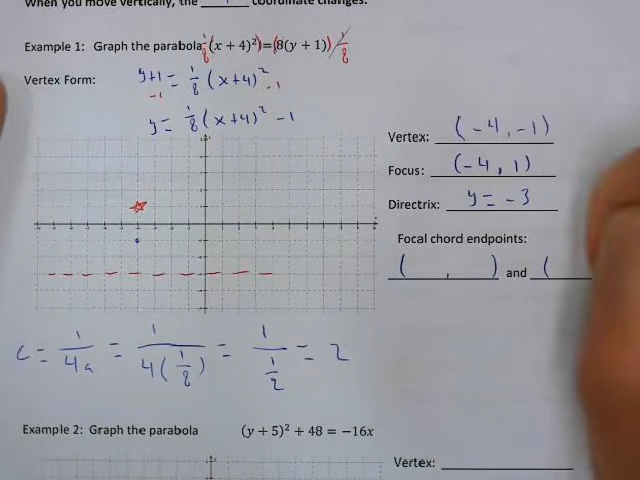 When you move vertically, the ___ coordinate changes.
Example 1: Graph the parabola 1/8 (x + 4)²) = (8(y + 1)) 1/8
Vertex Form: y+1 = 1/8 (x+4)²
-1 -1
y = 1/8 (x+4)² - 1
Vertex: (-4, -1)
Focus: (-4, 1)
Directrix: y = -3
Focal chord endpoints:
( , ) and (
c = 1/4a = 1/4(1/8) = 1/(1/2) = 2
Example 2: Graph the parabola (y + 5)² + 48 = −16x
Vertex: